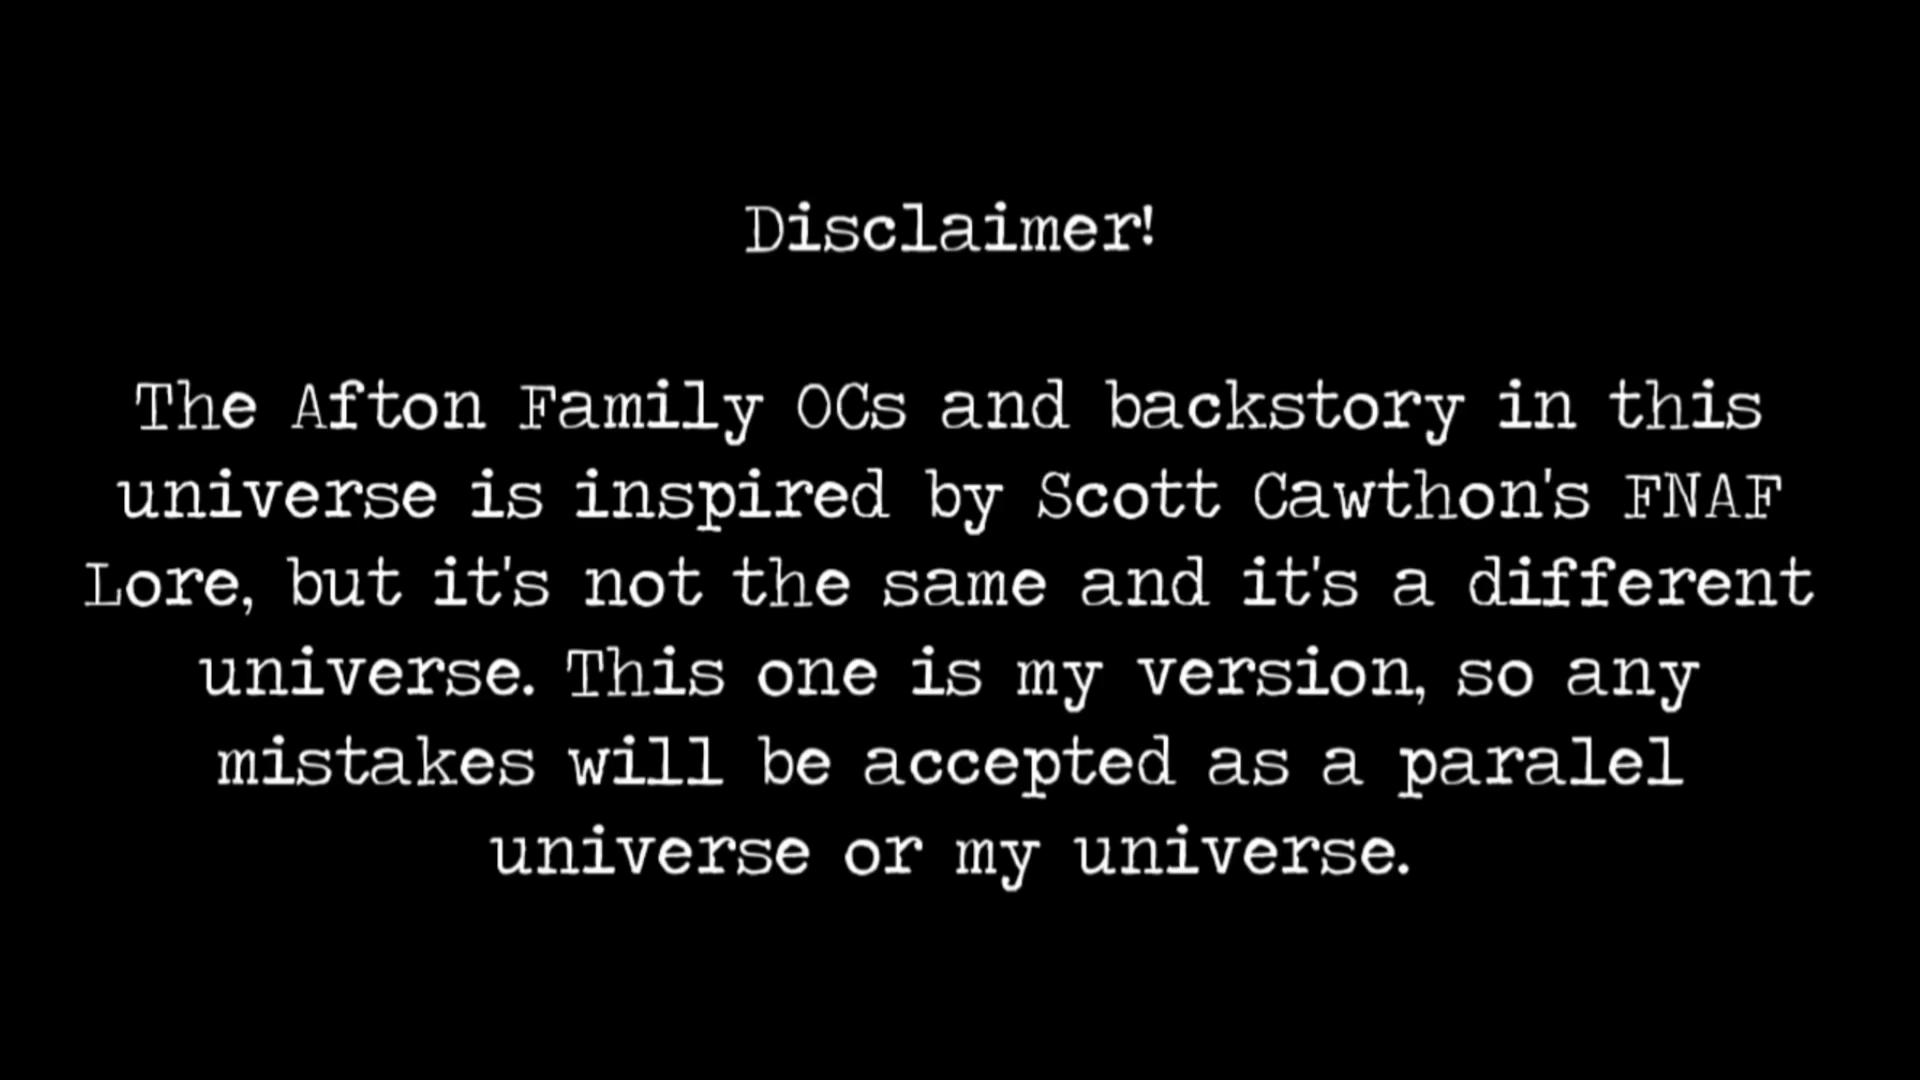 Disclaimer!
The Afton Family OCs and backstory in this
universe is inspired by Scott Cawthon's FNAF
Lore, but it's not the same and it's a different
universe. This one is my version, so any
mistakes will be accepted as a paralel
universe or my universe.